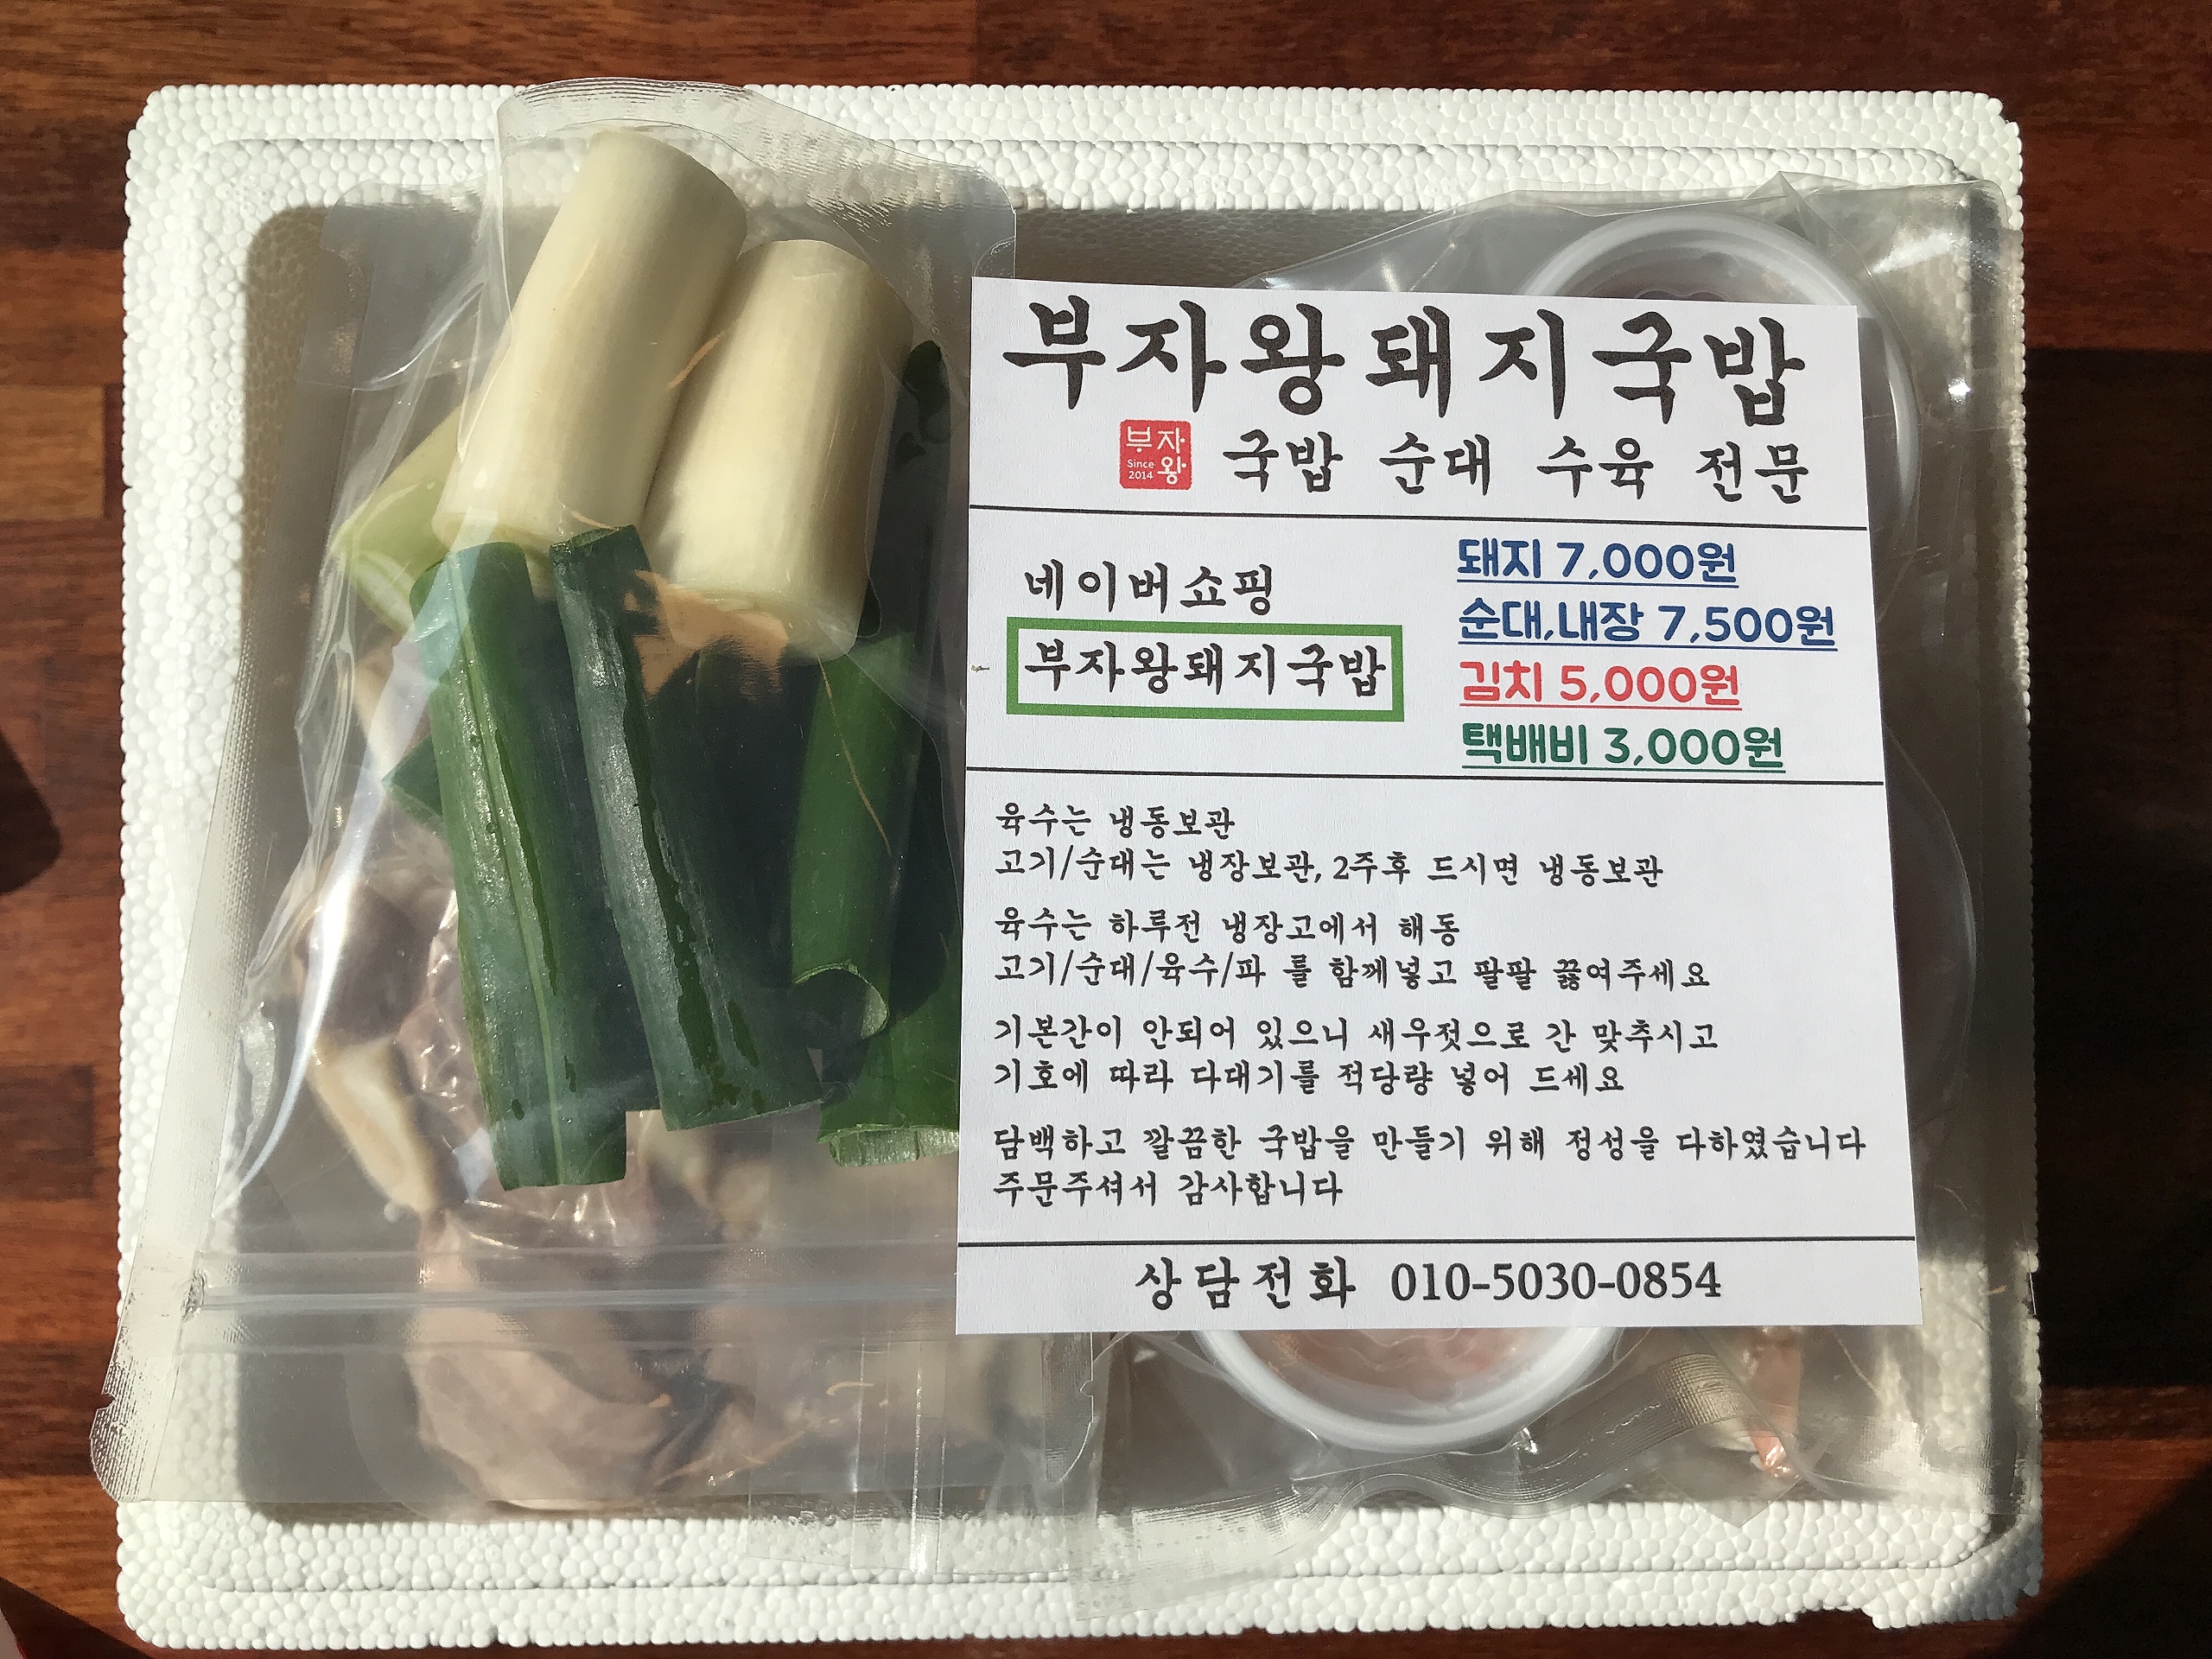 부자왕돼지국밥
부자
Since 2014 왕
국밥 순대 수육 전문
네이버쇼핑
부자왕돼지국밥
돼지 7,000원
순대,내장 7,500원
김치 5,000원
택배비 3,000원
육수는 냉동보관
고기/순대는 냉장보관, 2주후 드시면 냉동보관
육수는 하루전 냉장고에서 해동
고기/순대/육수/파 를 함께넣고 팔팔 끓여주세요
기본간이 안되어 있으니 새우젓으로 간 맞추시고
기호에 따라 다대기를 적당량 넣어 드세요
담백하고 깔끔한 국밥을 만들기 위해 정성을 다하였습니다
주문주셔서 감사합니다
상담전화 010-5030-0854